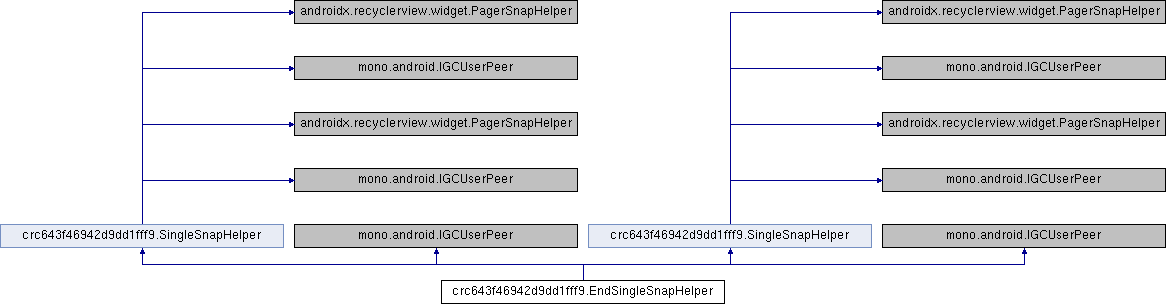 androidx.recyclerview.widget.PagerSnapHelper
androidx.recyclerview.widget.PagerSnapHelper
mono.android.IGCUserPeer
mono.android.IGCUserPeer
androidx.recyclerview.widget.PagerSnapHelper
androidx.recyclerview.widget.PagerSnapHelper
mono.android.IGCUserPeer
mono.android.IGCUserPeer
crc643f46942d9dd1fff9.SingleSnapHelper
mono.android.IGCUserPeer
crc643f46942d9dd1fff9.SingleSnapHelper
mono.android.IGCUserPeer
crc643f46942d9dd1fff9.EndSingleSnapHelper